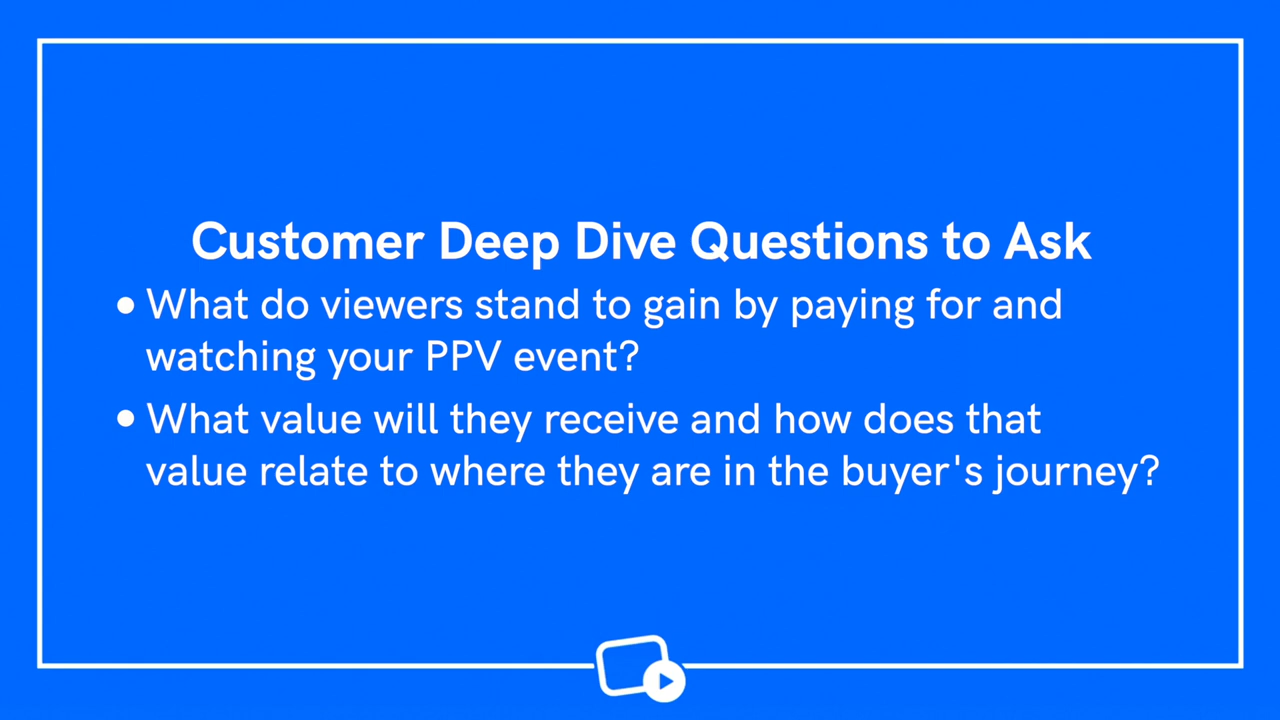 Customer Deep Dive Questions to Ask
• What do viewers stand to gain by paying for and
watching your PPV event?
• What value will they receive and how does that
value relate to where they are in the buyer's journey?